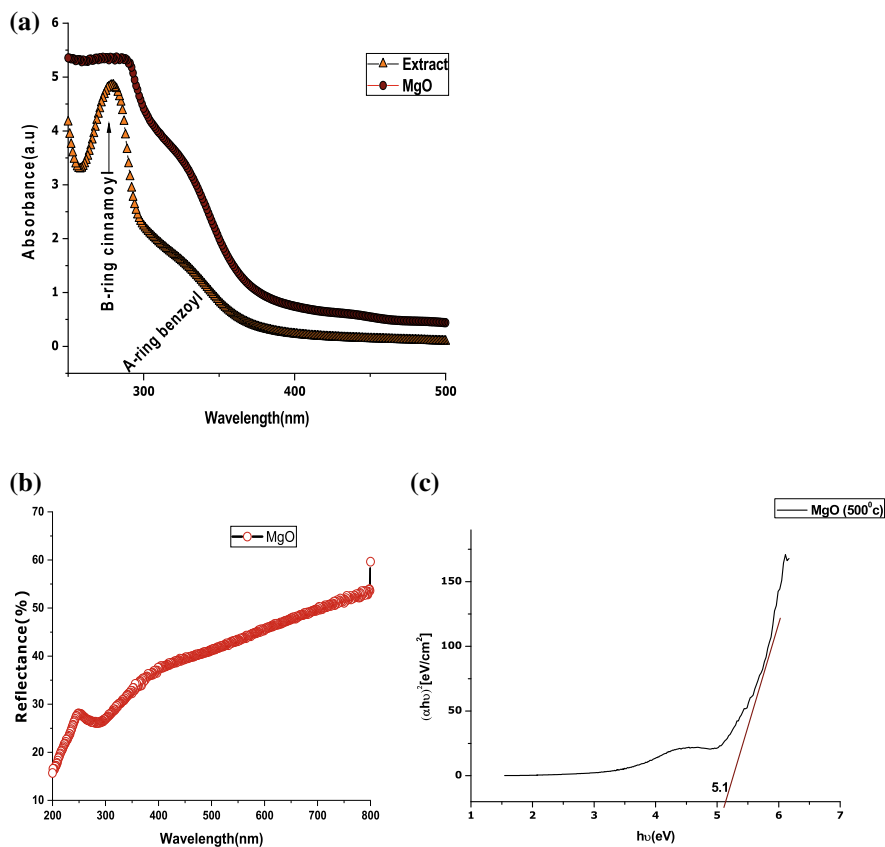 (a)
6
5
4
3
2
1
0
Absorbance(a.u)
Extract
MgO
B-ring cinnamoyl
A-ring benzoyl
300
400
500
Wavelength(nm)
(b)
70
60
50
40
30
20
10
Reflectance(%)
MgO
200
300
400
500
600
700
800
Wavelength(nm)
(c)
MgO (500⁰c)
150
100
50
0
(αhυ)²[eV/cm²]
5.1
1
2
3
4
5
6
7
hυ(eV)